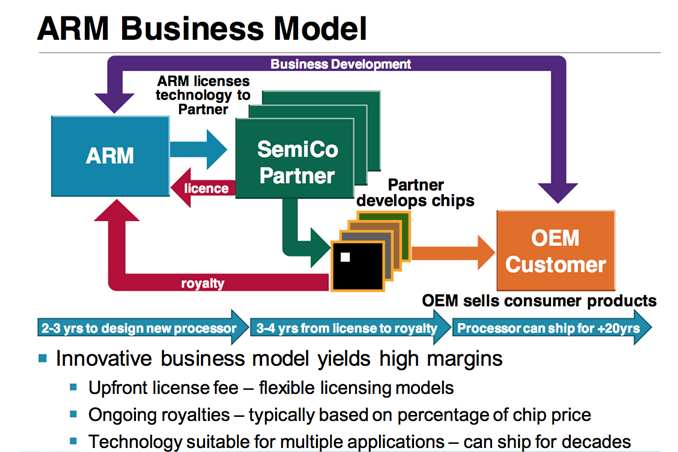 ARM Business Model
Business Development
ARM licenses
technology to
Partner
ARM
SemiCo
Partner
licence
Partner
develops chips
OEM
Customer
royalty
OEM sells consumer products
2-3 yrs to design new processor
3-4 yrs from license to royalty
Processor can ship for +20yrs
Innovative business model yields high margins
Upfront license fee – flexible licensing models
Ongoing royalties – typically based on percentage of chip price
Technology suitable for multiple applications – can ship for decades